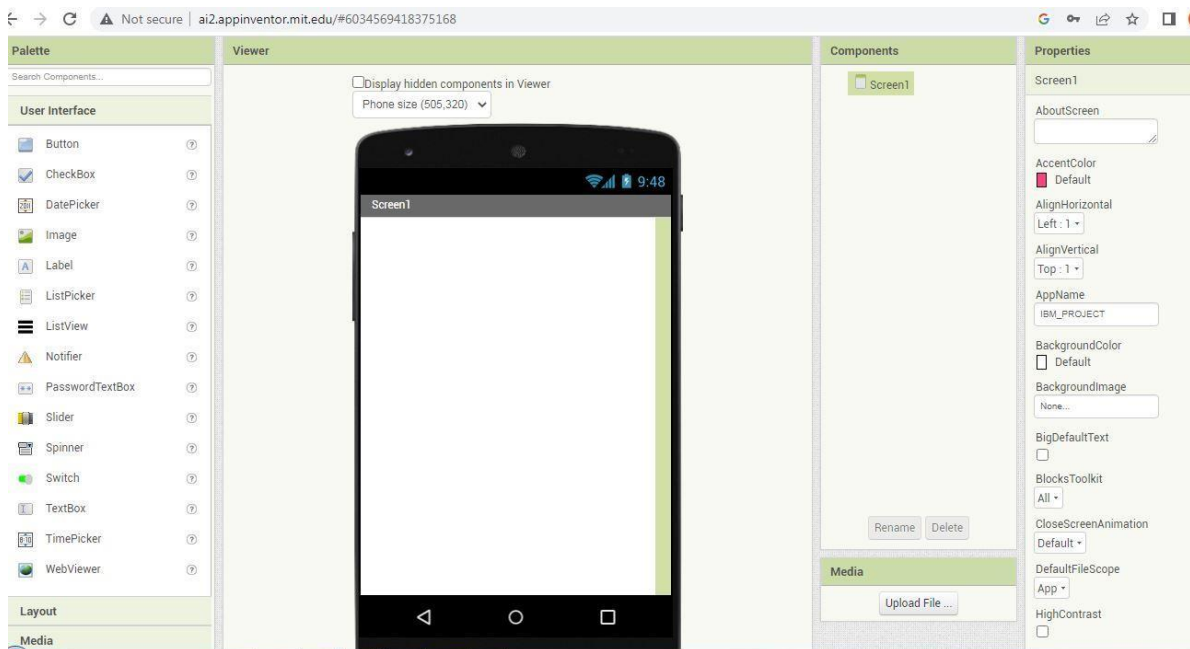 Not secure
ai2.appinventor.mit.edu/#6034569418375168
Palette
Search Components...
User Interface
Button
CheckBox
DatePicker
Image
Label
ListPicker
ListView
Notifier
PasswordTextBox
Slider
Spinner
Switch
TextBox
TimePicker
WebViewer
Layout
Media
Viewer
Display hidden components in Viewer
Phone size (505,320)
9:48
Screen1
Components
Screen1
Rename Delete
Media
Upload File ...
Properties
Screen1
AboutScreen
AccentColor
Default
AlignHorizontal
Left : 1
AlignVertical
Top : 1
AppName
IBM_PROJECT
BackgroundColor
Default
BackgroundImage
None...
BigDefaultText
BlocksToolkit
All
CloseScreenAnimation
Default
DefaultFileScope
App
HighContrast